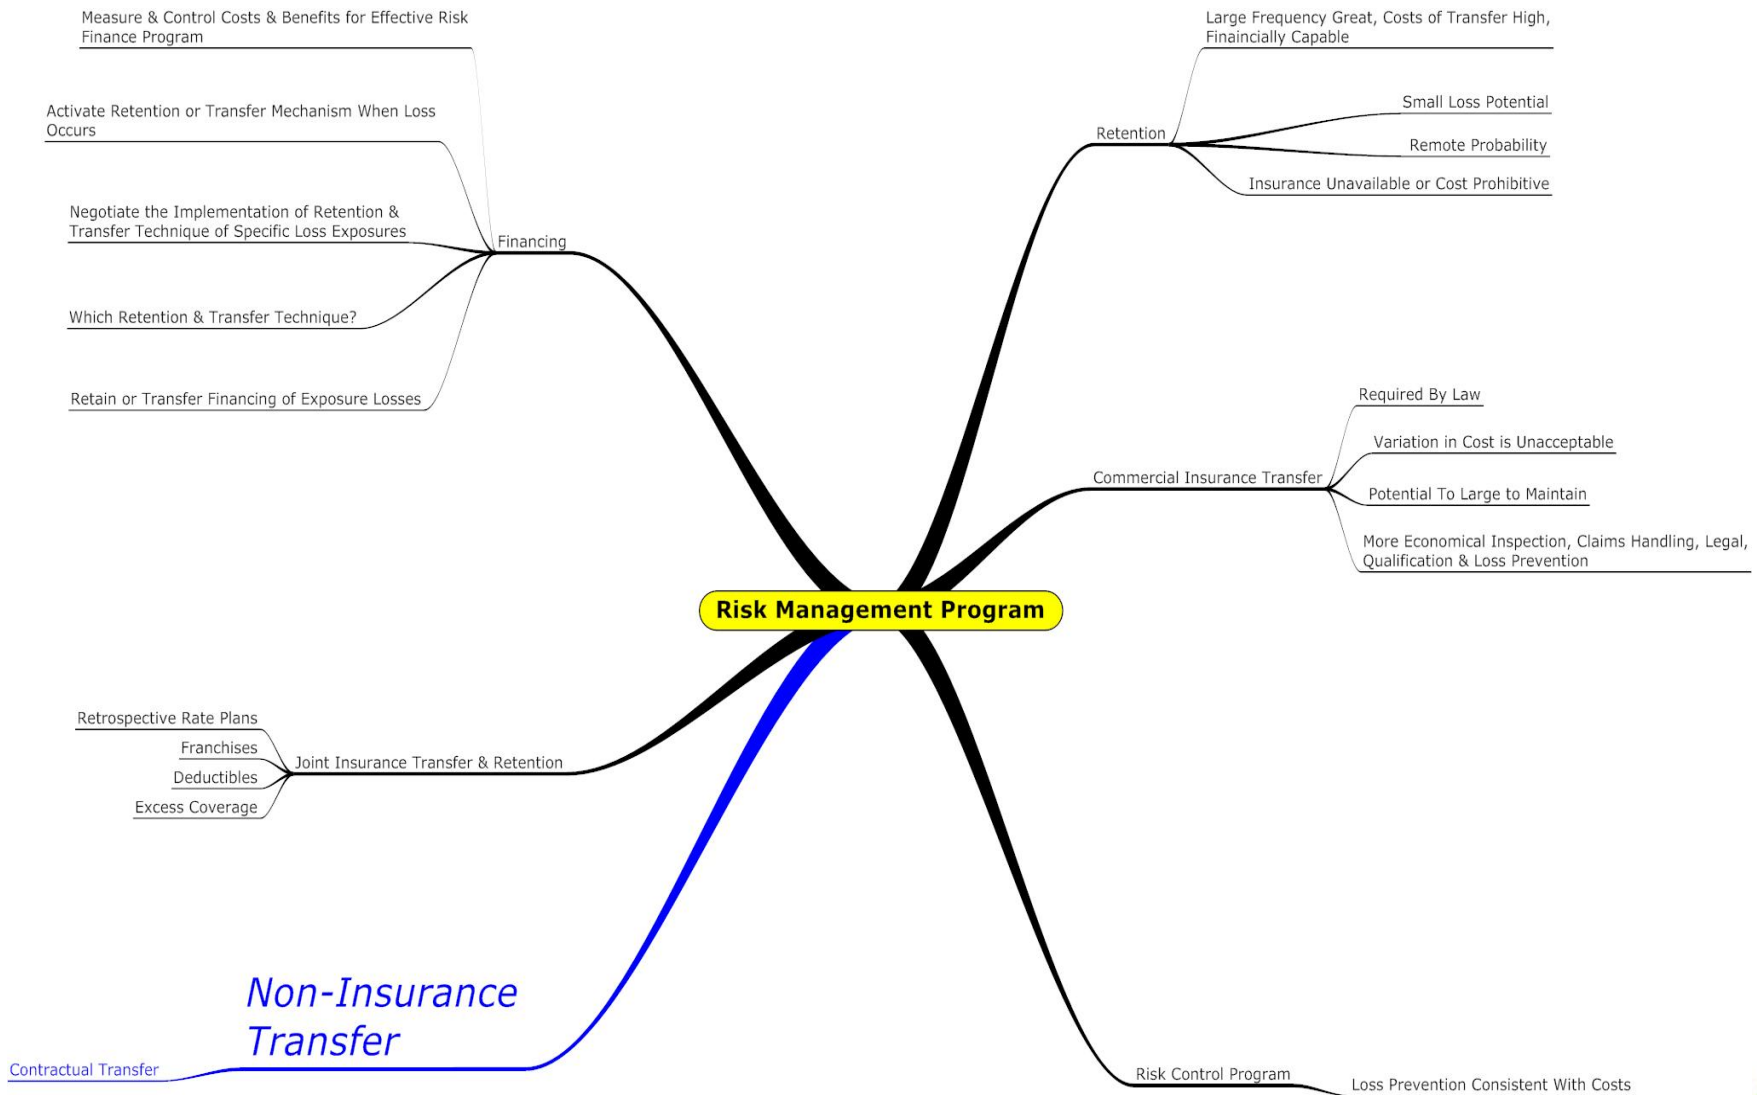 Measure & Control Costs & Benefits for Effective Risk
Finance Program
Activate Retention or Transfer Mechanism When Loss
Occurs
Negotiate the Implementation of Retention &
Transfer Technique of Specific Loss Exposures
Which Retention & Transfer Technique?
Retain or Transfer Financing of Exposure Losses
Financing
Large Frequency Great, Costs of Transfer High,
Finaincially Capable
Small Loss Potential
Remote Probability
Insurance Unavailable or Cost Prohibitive
Retention
Required By Law
Variation in Cost is Unacceptable
Potential To Large to Maintain
More Economical Inspection, Claims Handling, Legal,
Qualification & Loss Prevention
Commercial Insurance Transfer
Risk Management Program
Retrospective Rate Plans
Franchises
Deductibles
Excess Coverage
Joint Insurance Transfer & Retention
Non-Insurance
Transfer
Contractual Transfer
Risk Control Program
Loss Prevention Consistent With Costs